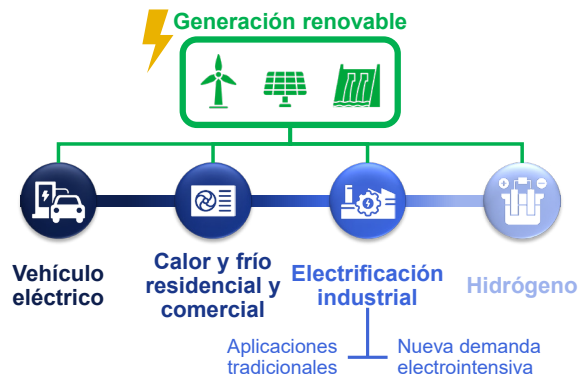 Generación renovable
Vehículo
eléctrico
Calor y frío
residencial y
comercial
Electrificación
industrial
Hidrógeno
Aplicaciones
tradicionales
Nueva demanda
electrointensiva